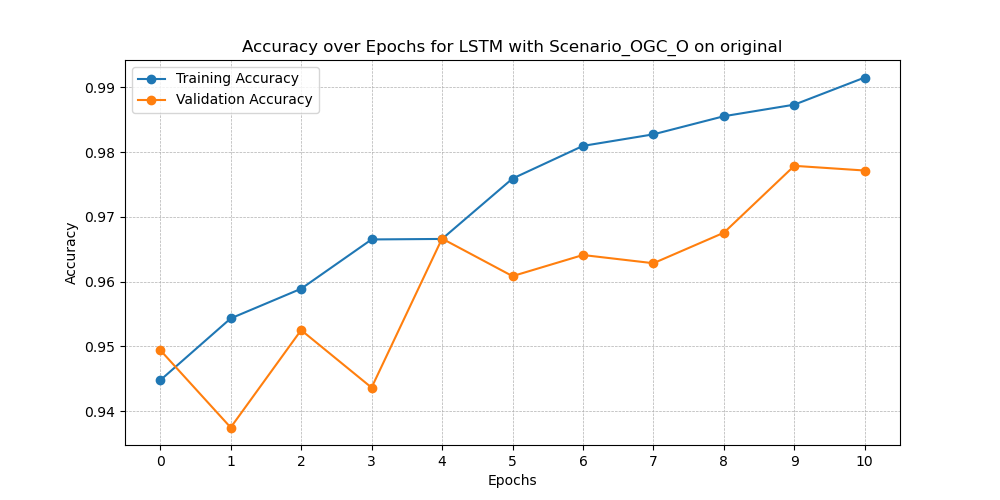 Accuracy over Epochs for LSTM with Scenario_OGC_O on original
Training Accuracy
Validation Accuracy
0.99
0.98
0.97
0.96
0.95
0.94
Accuracy
0 1 2 3 4 5 6 7 8 9 10
Epochs